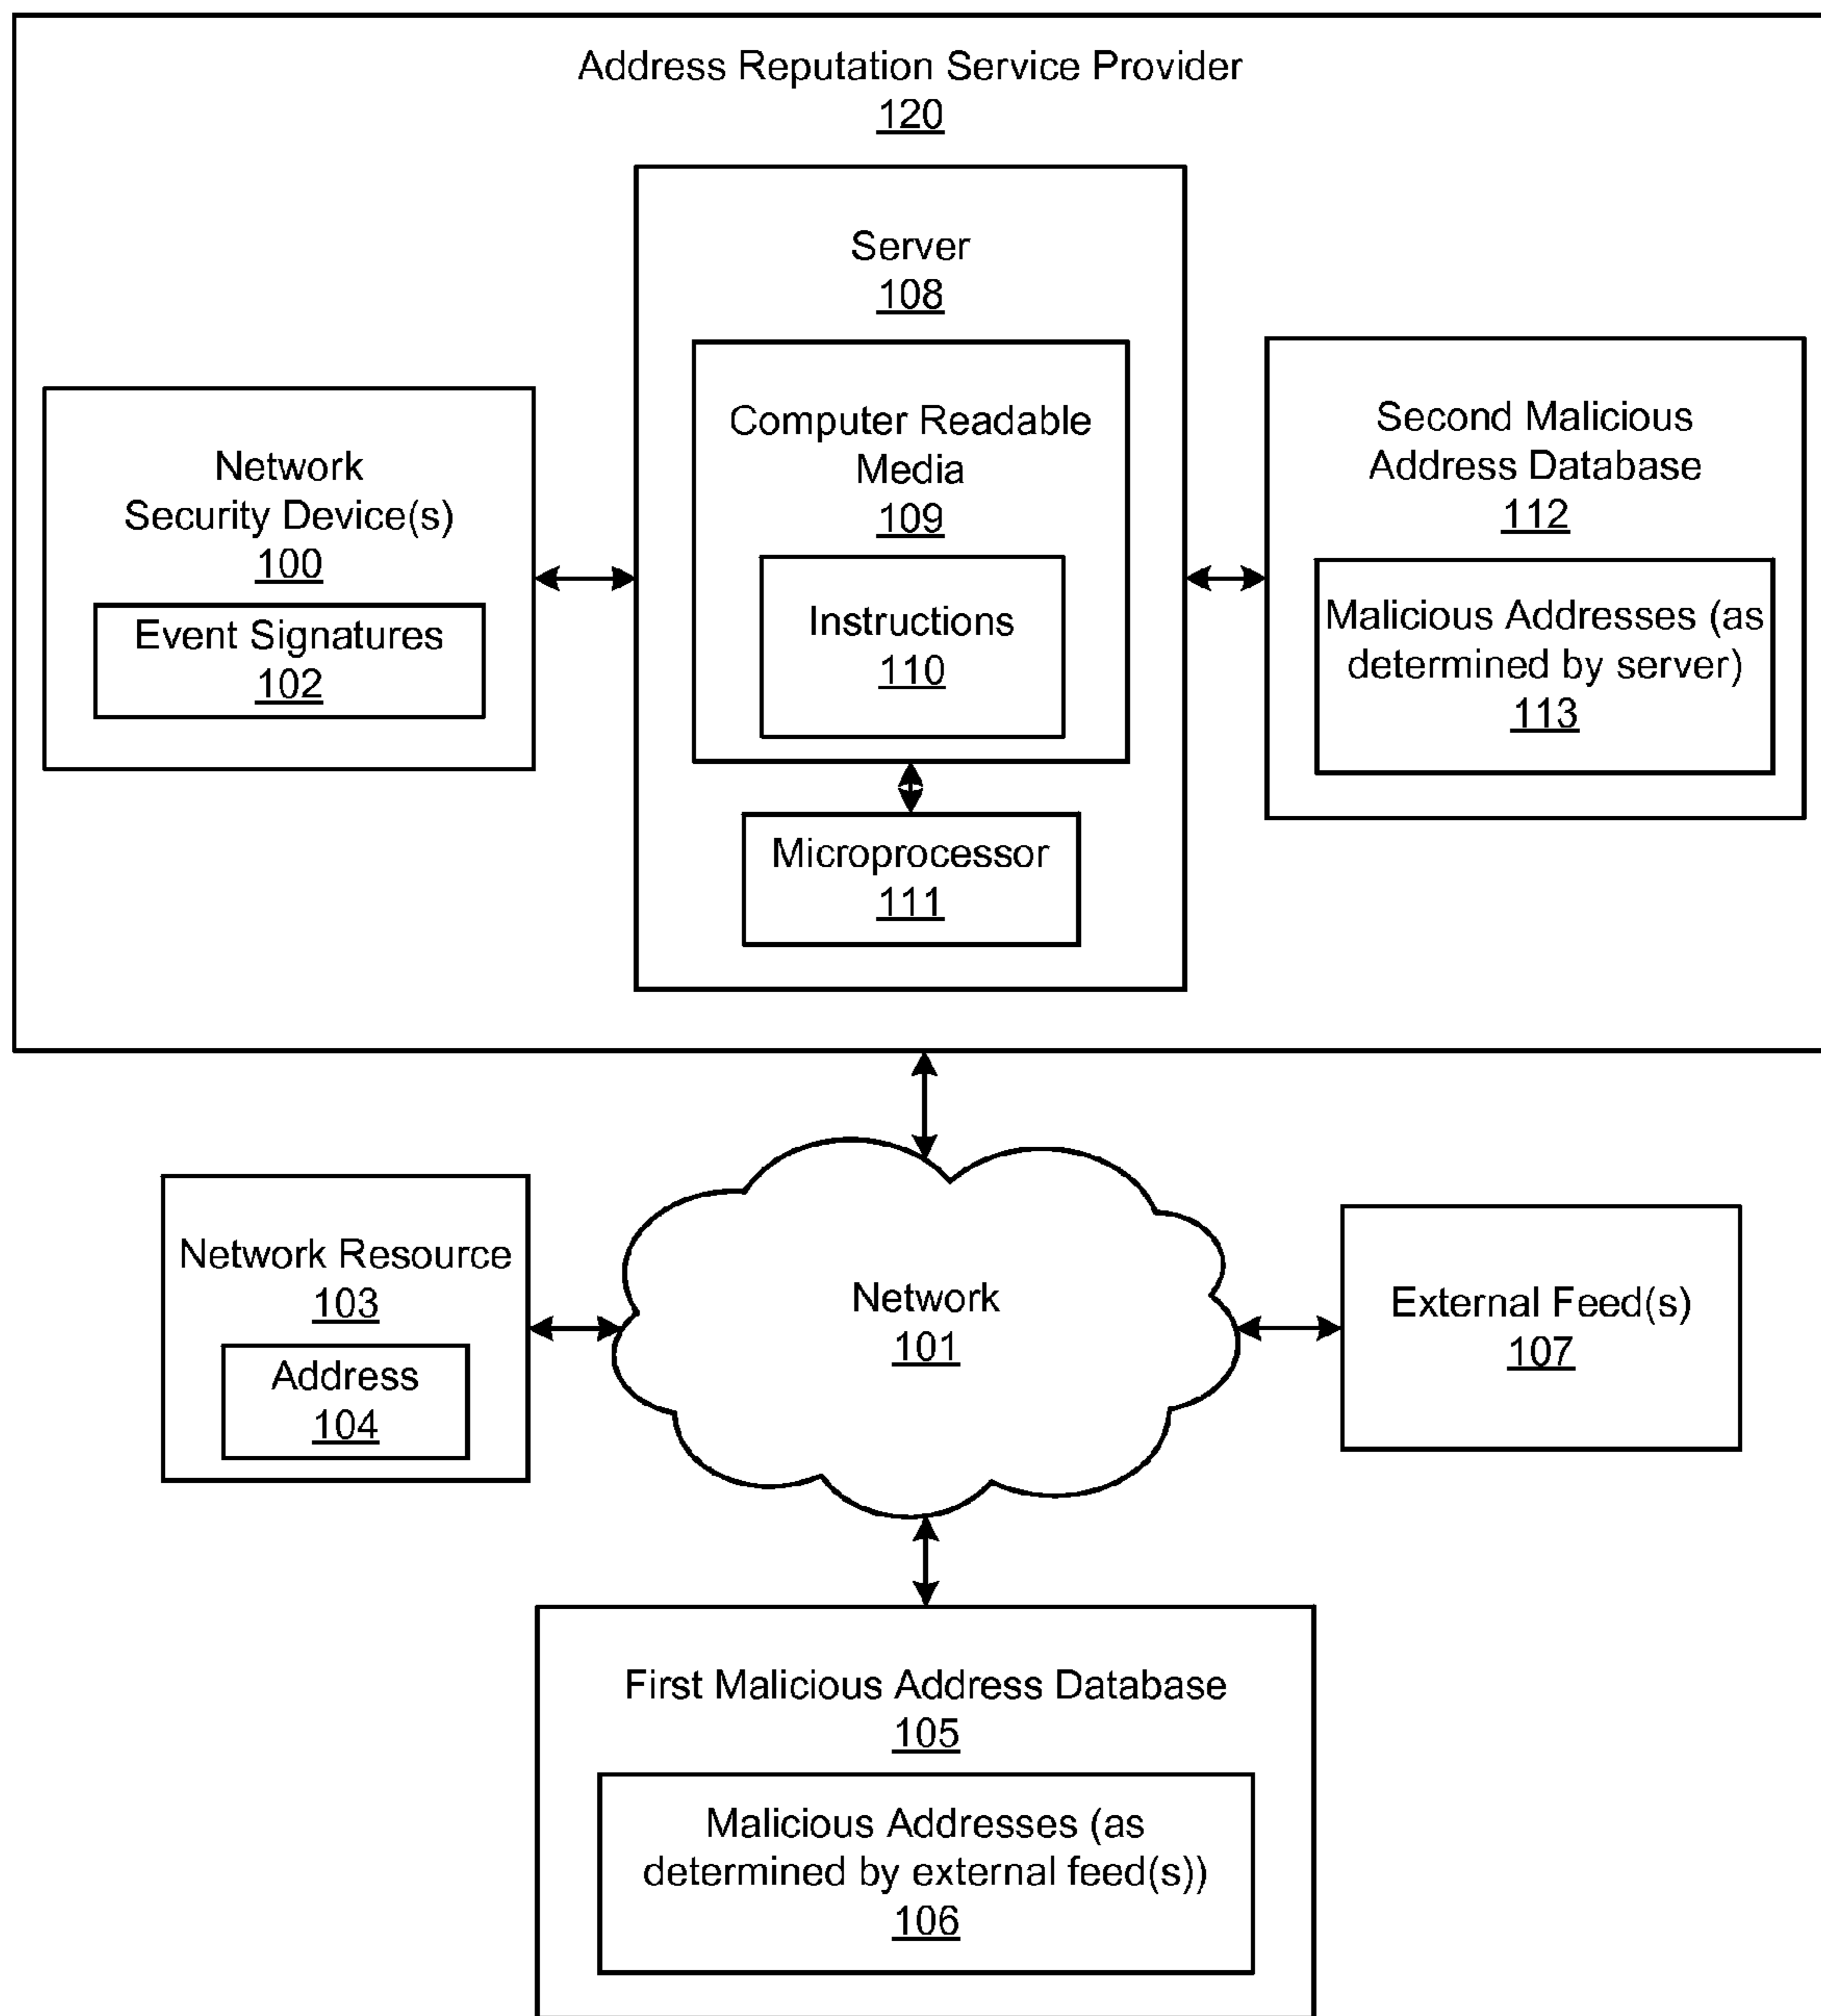 Address Reputation Service Provider
120
Server
108
Computer Readable
Media
109
Instructions
110
Microprocessor
111
Network
Security Device(s)
100
Event Signatures
102
Second Malicious
Address Database
112
Malicious Addresses (as
determined by server)
113
Network Resource
103
Address
104
Network
101
External Feed(s)
107
First Malicious Address Database
105
Malicious Addresses (as
determined by external feed(s))
106